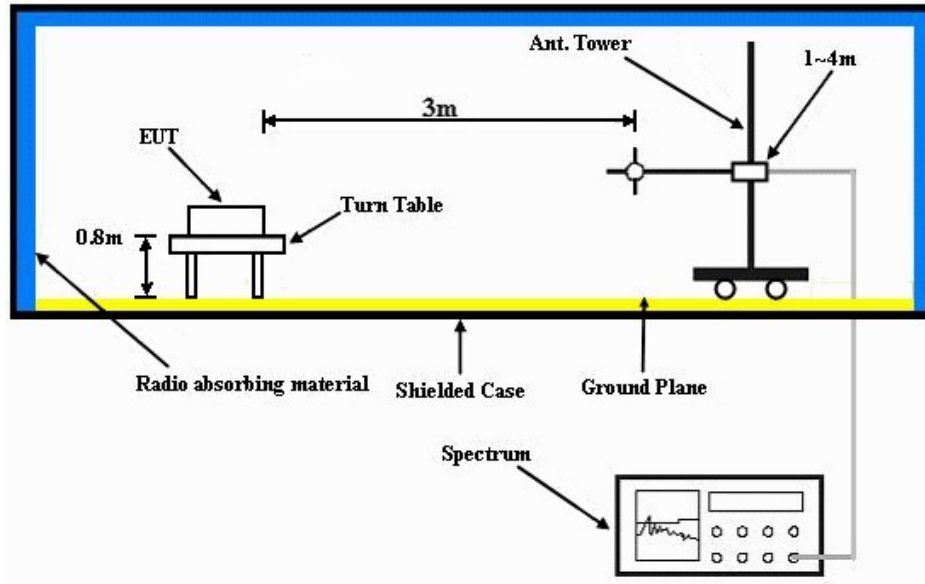 Ant. Tower
1~4m
3m
EUT
Turn Table
0.8m
Radio absorbing material
Shielded Case
Ground Plane
Spectrum